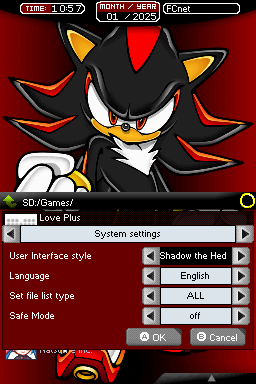 TIME: 10:57
MONTH / YEAR
01 / 2025
FCnet
SD:/Games/
Love Plus
System settings
User Interface style
Shadow the Hed
Language
English
Set file list type
ALL
Safe Mode
off
A OK
B Cancel